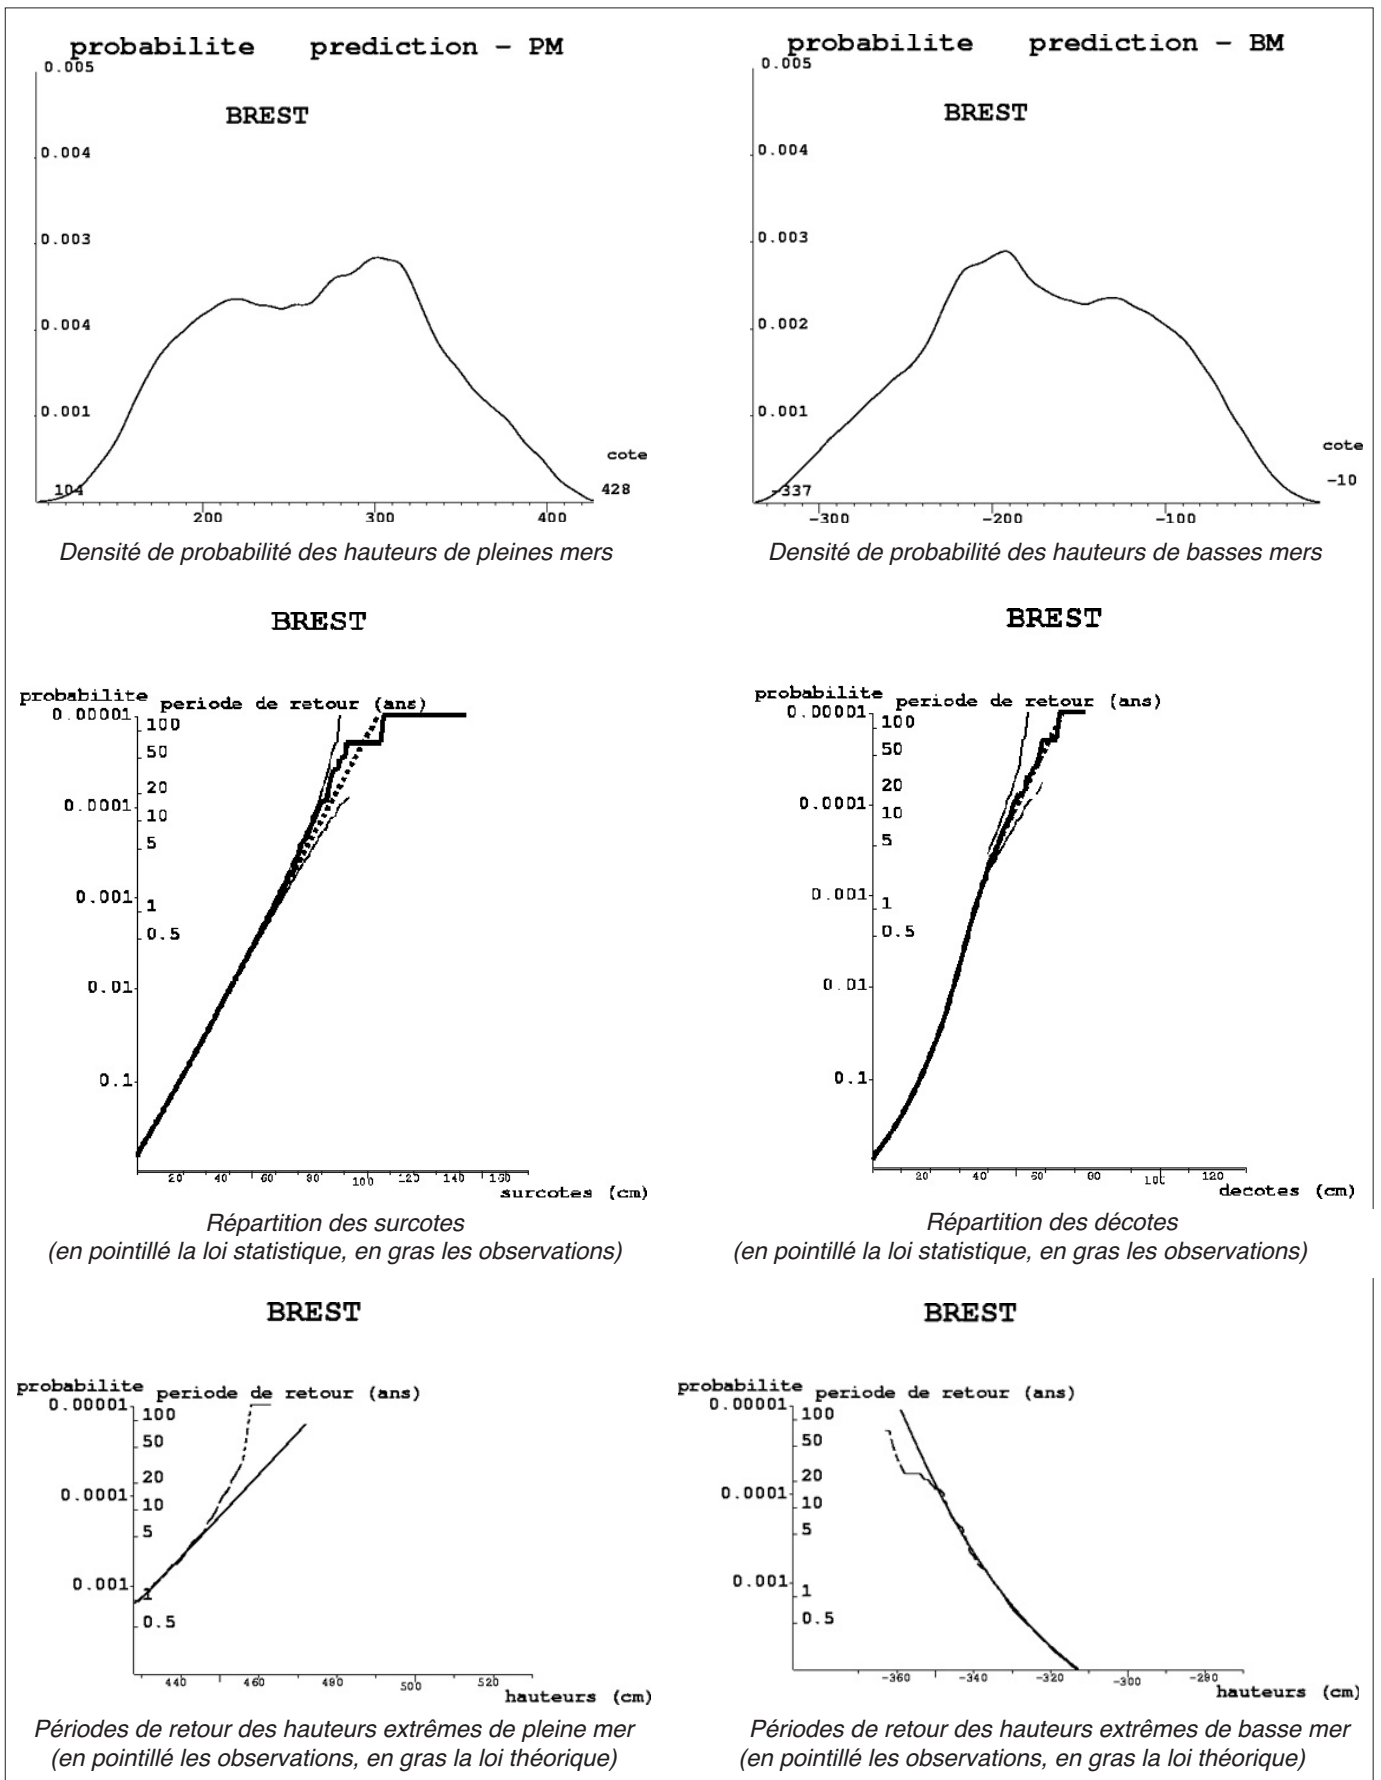 probabilite prediction - PM
0.005
BREST
0.004
0.003
0.004
0.001
cote
104
428
200 300 400
Densité de probabilité des hauteurs de pleines mers
probabilite prediction - BM
0.005
BREST
0.004
0.003
0.002
0.001
cote
-337
-10
-300 -200 -100
Densité de probabilité des hauteurs de basses mers
BREST
probabilite periode de retour (ans)
0.00001 100
50
20
0.0001 10
5
0.001 1
0.5
0.01
0.1
20 40 60 80 100 120 140 160
surcotes (cm)
Répartition des surcotes
(en pointillé la loi statistique, en gras les observations)
BREST
probabilite periode de retour (ans)
0.00001 100
50
20
0.0001 10
5
0.001 1
0.5
0.01
0.1
20 40 60 80 100 120
decotes (cm)
Répartition des décotes
(en pointillé la loi statistique, en gras les observations)
BREST
probabilite periode de retour (ans)
0.00001 100
50
20
0.0001 10
5
0.001 1
0.5
440 460 480 500 520
hauteurs (cm)
Périodes de retour des hauteurs extrêmes de pleine mer
(en pointillé les observations, en gras la loi théorique)
BREST
probabilite periode de retour (ans)
0.00001 100
50
20
0.0001 10
5
0.001 1
0.5
-360 -340 -320 -300 -280
hauteurs (cm)
Périodes de retour des hauteurs extrêmes de basse mer
(en pointillé les observations, en gras la loi théorique)